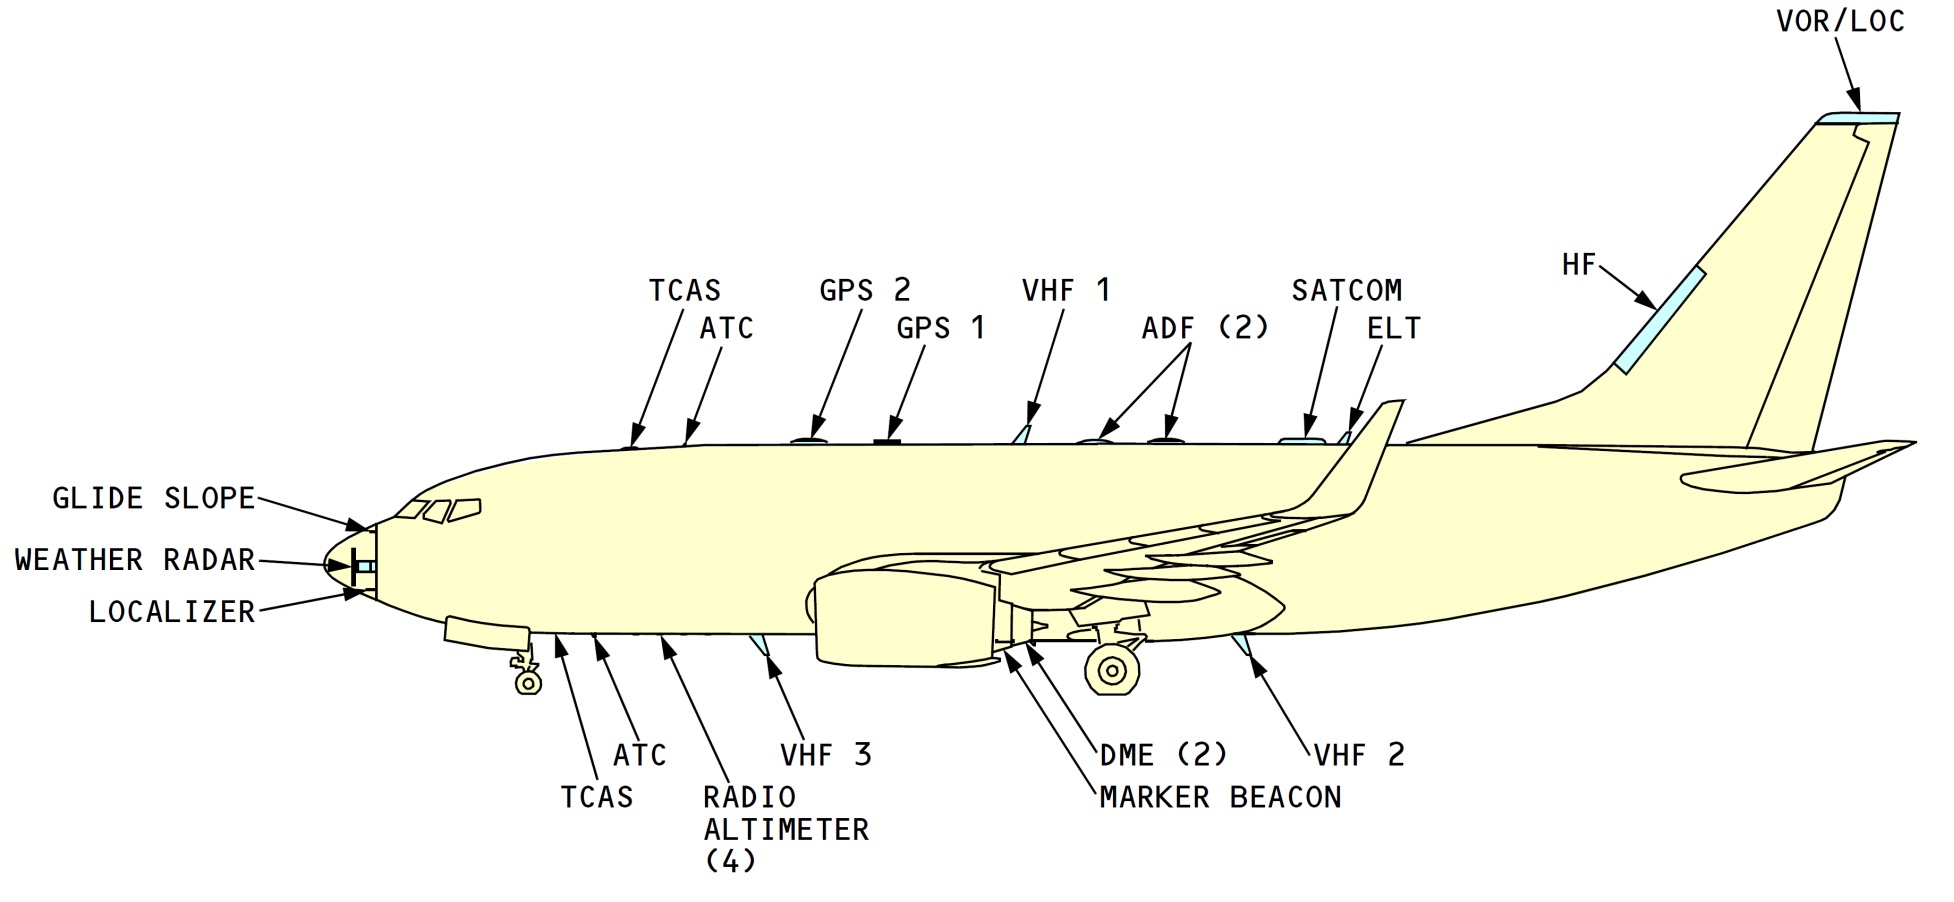 VOR/LOC
HF
TCAS
GPS 2
VHF 1
SATCOM
ATC
GPS 1
ADF (2)
ELT
GLIDE SLOPE
WEATHER RADAR
LOCALIZER
ATC
VHF 3
DME (2)
VHF 2
TCAS
RADIO
ALTIMETER
(4)
MARKER BEACON